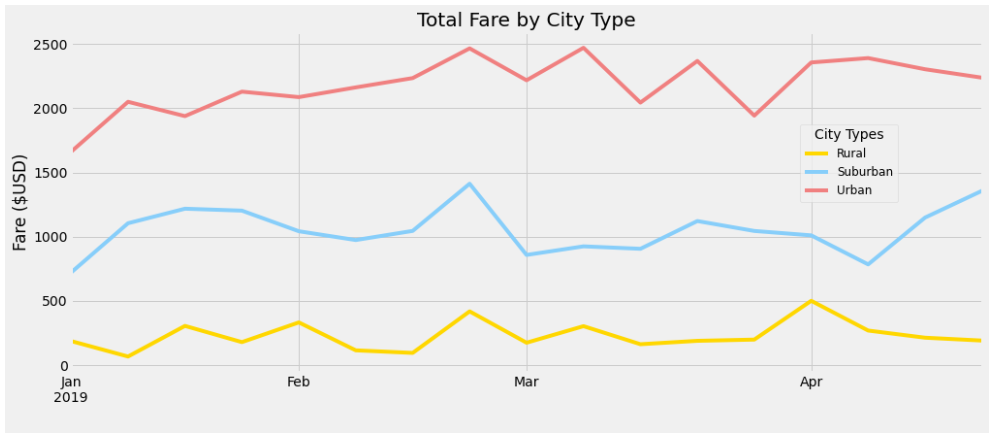 Total Fare by City Type
Fare ($USD)
2500
2000
1500
1000
500
0
City Types
Rural
Suburban
Urban
Jan
2019
Feb
Mar
Apr